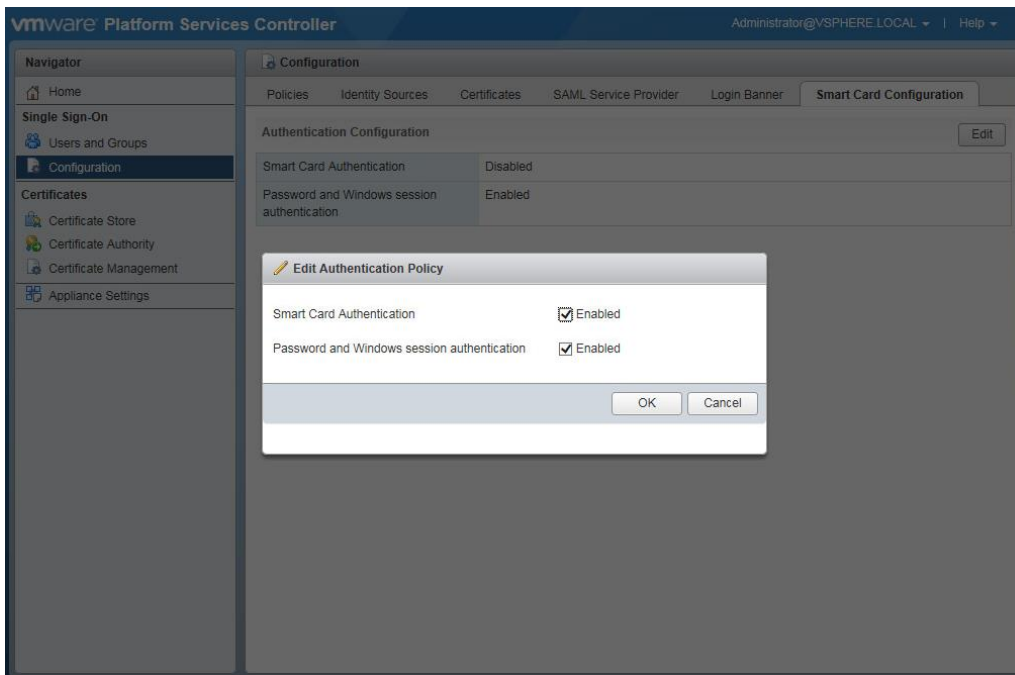 vmware Platform Services Controller
Administrator@VSPHERE.LOCAL | Help
Navigator
Home
Single Sign-On
Users and Groups
Configuration
Certificates
Certificate Store
Certificate Authority
Certificate Management
Appliance Settings
Configuration
Policies Identity Sources Certificates SAML Service Provider Login Banner Smart Card Configuration
Authentication Configuration
Edit
Smart Card Authentication Disabled
Password and Windows session
authentication
Enabled
Edit Authentication Policy
Smart Card Authentication Enabled
Password and Windows session authentication Enabled
OK Cancel